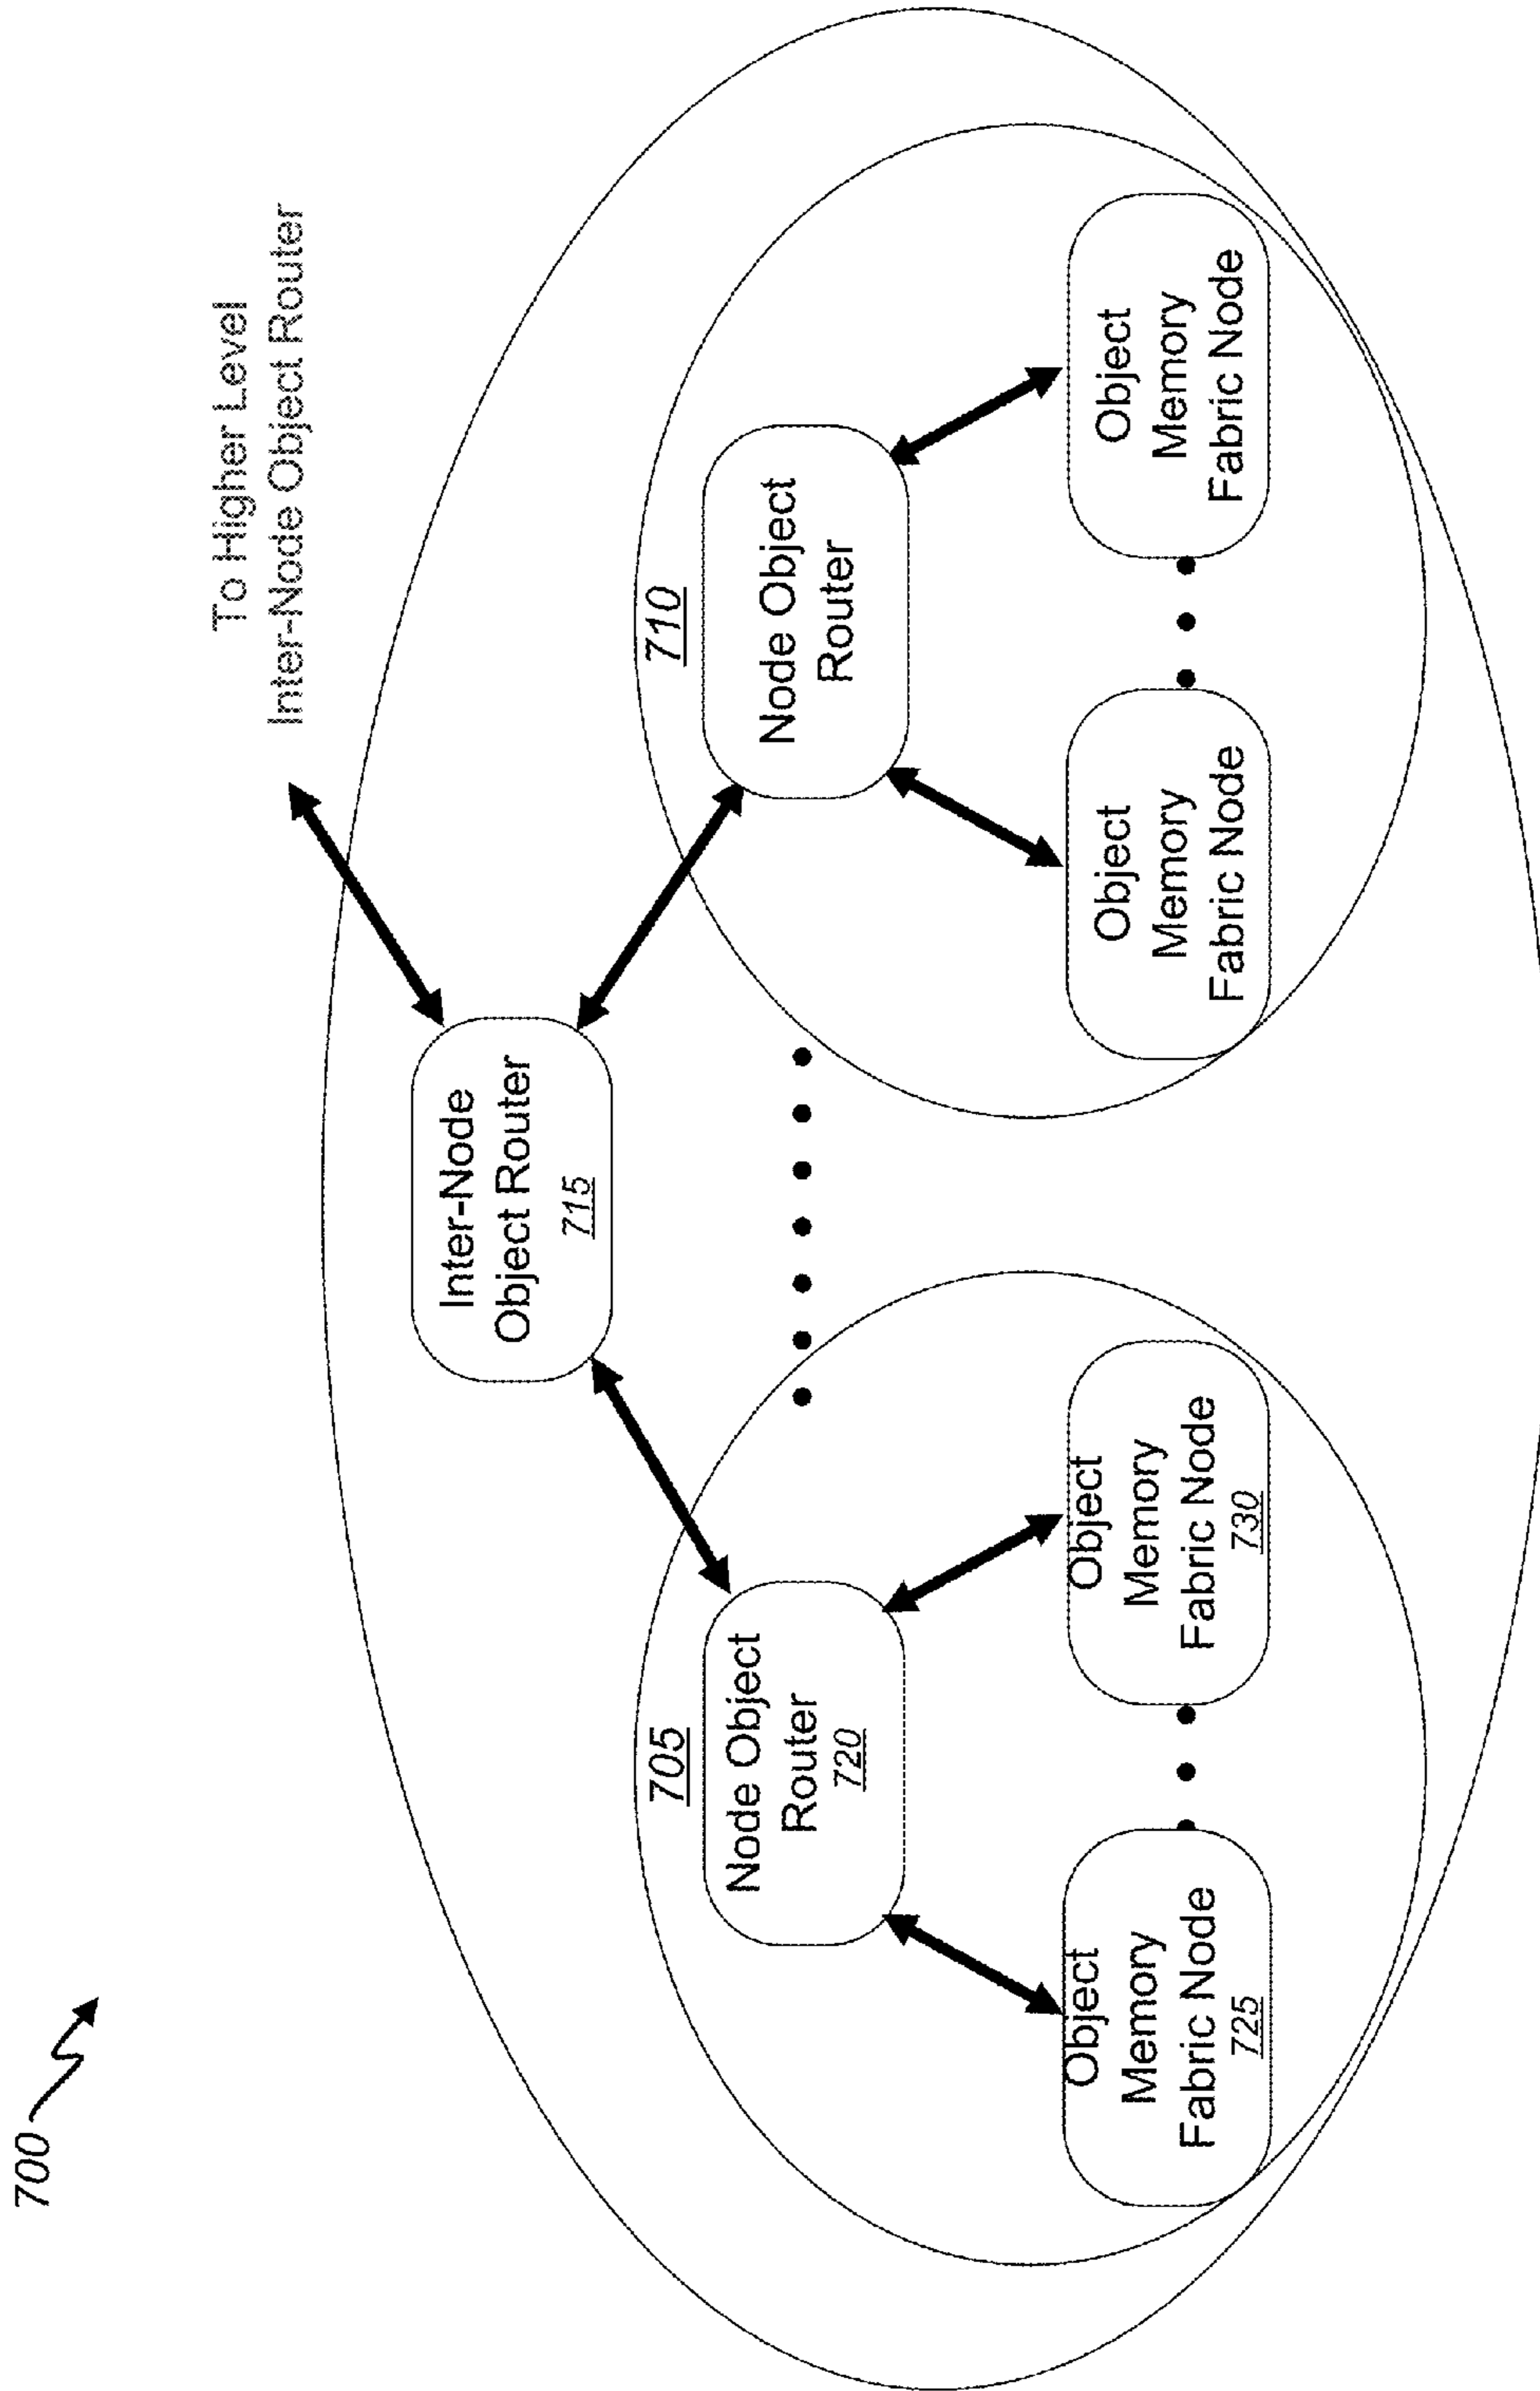 700
To Higher Level
Inter-Node Object Router
Inter-Node
Object Router
715
705
Node Object
Router
720
710
Node Object
Router
Object
Memory
Fabric Node
725
Object
Memory
Fabric Node
730
Object
Memory
Fabric Node
Object
Memory
Fabric Node